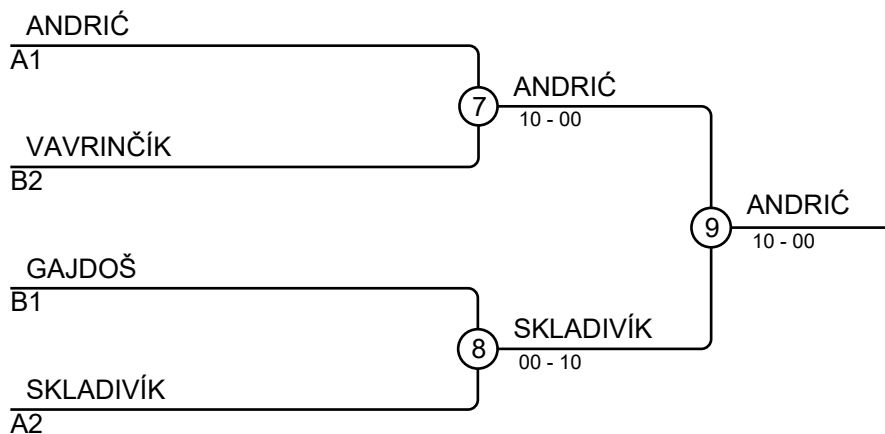 ANDRIĆ
A1
7
ANDRIĆ
10 - 00
VAVRINČÍK
B2
9
ANDRIĆ
10 - 00
GAJDOŠ
B1
8
SKLADIVÍK
00 - 10
SKLADIVÍK
A2